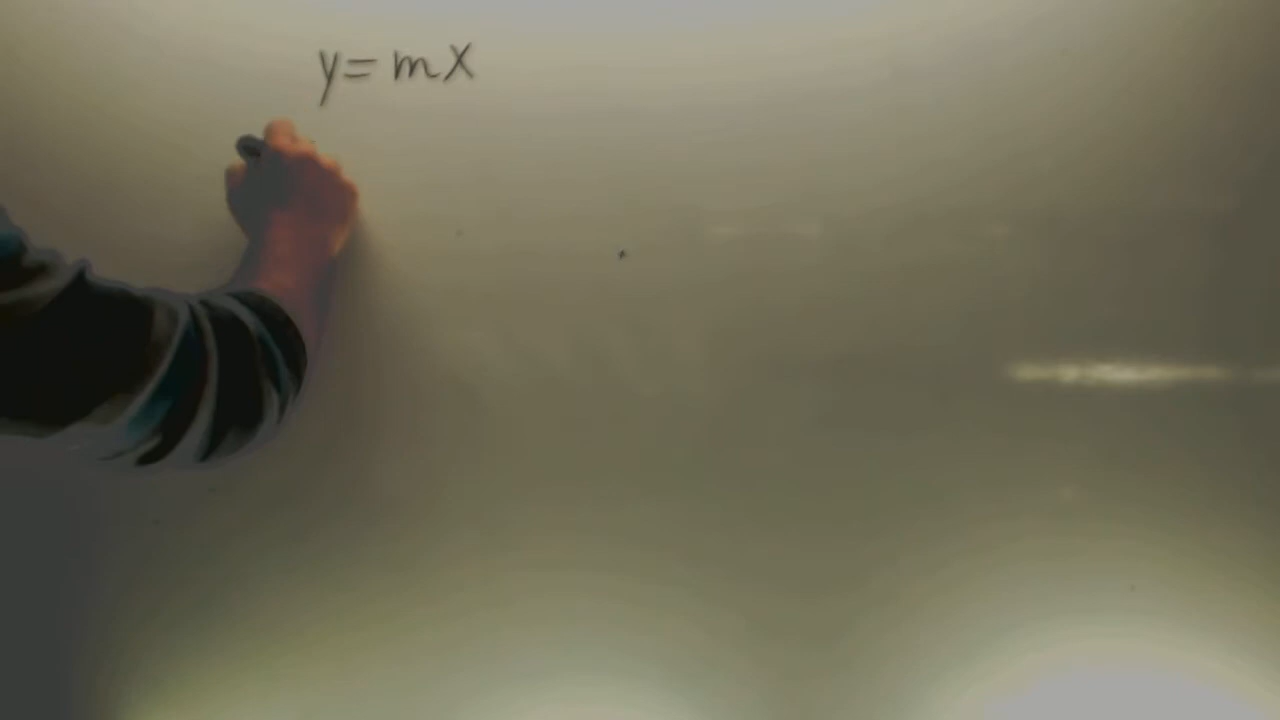 y = mx